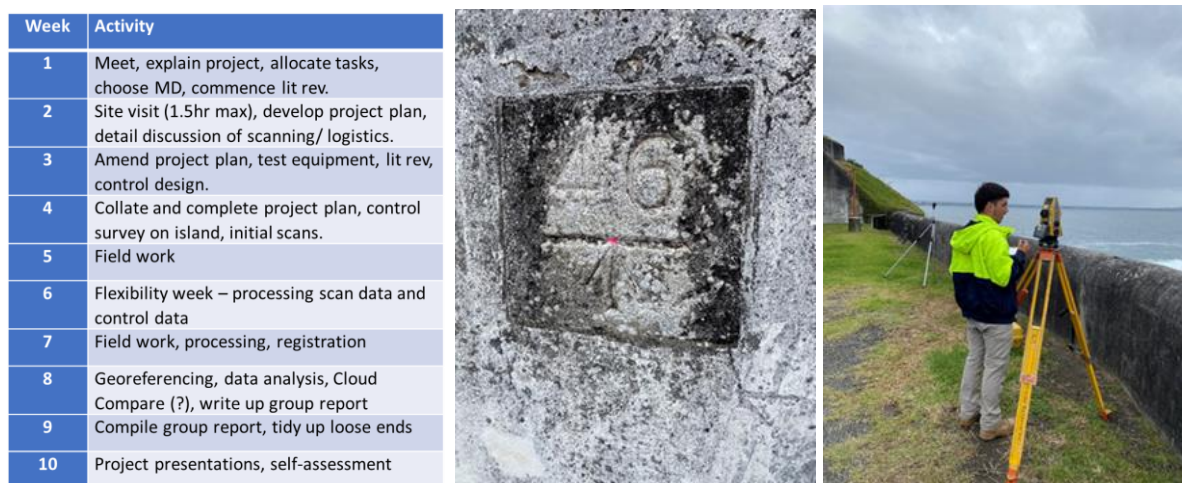 Week Activity
1 Meet, explain project, allocate tasks,
choose MD, commence lit rev.
2 Site visit (1.5hr max), develop project plan,
detail discussion of scanning/ logistics.
3 Amend project plan, test equipment, lit rev,
control design.
4 Collate and complete project plan, control
survey on island, initial scans.
5 Field work
6 Flexibility week – processing scan data and
control data
7 Field work, processing, registration
8 Georeferencing, data analysis, Cloud
Compare (?), write up group report
9 Compile group report, tidy up loose ends
10 Project presentations, self-assessment
46